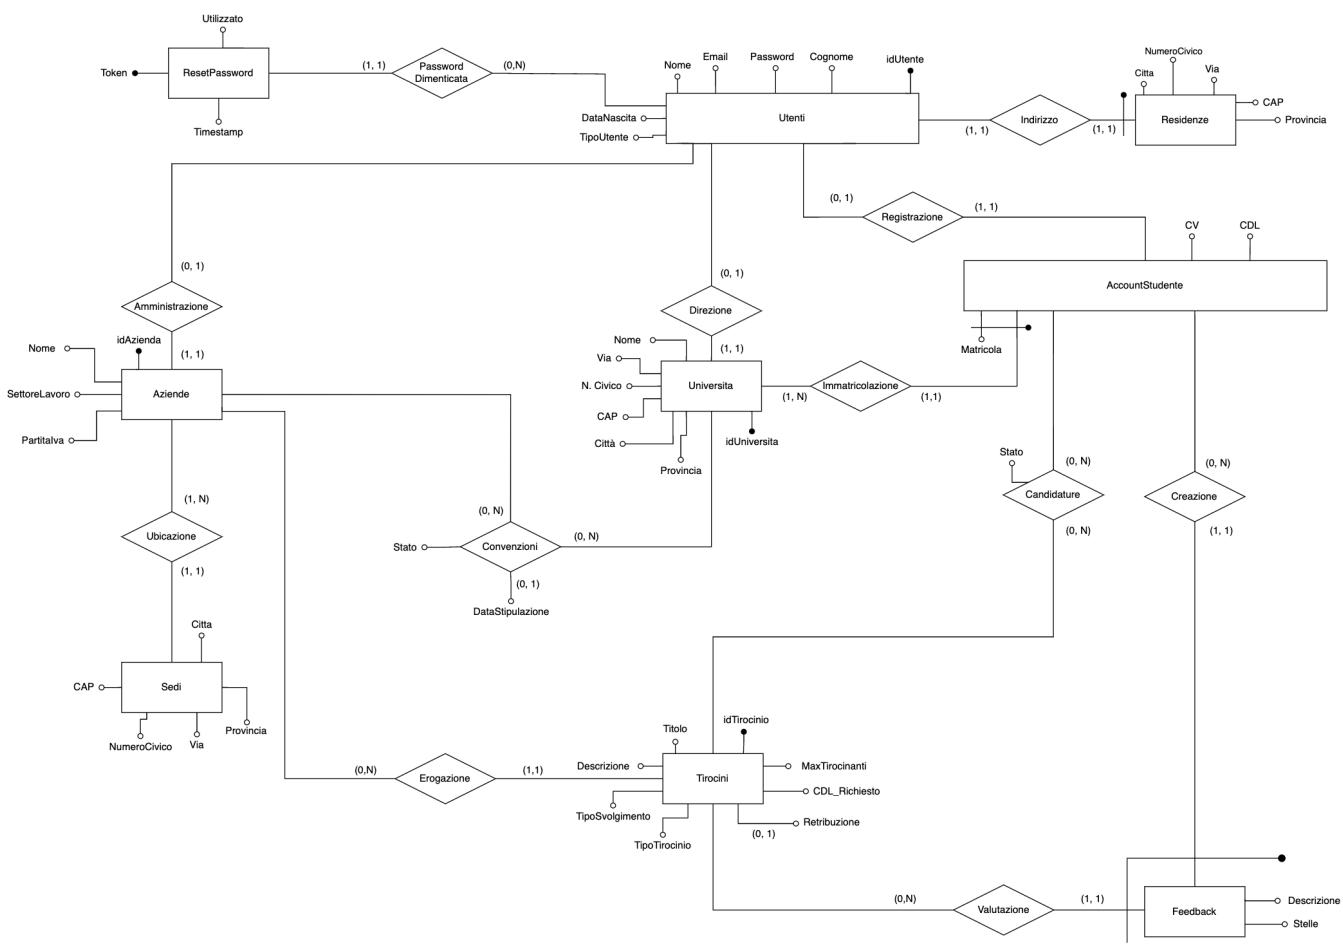 Utilizzato
Token
ResetPassword
Timestamp
(1, 1)
Password
Dimenticata
(0,N)
Nome
Email
Password
Cognome
idUtente
DataNascita
TipoUtente
Utenti
(1, 1)
Indirizzo
(1, 1)
NumeroCivico
Citta
Via
CAP
Provincia
Residenze
(0, 1)
Registrazione
(1, 1)
CV
CDL
AccountStudente
Matricola
(0, 1)
Amministrazione
(1, 1)
(0, 1)
Direzione
(1, 1)
Nome
idAzienda
SettoreLavoro
PartitaIva
Aziende
Nome
Via
N. Civico
CAP
Città
Provincia
idUniversita
Universita
(1, N)
Immatricolazione
(1,1)
(1, N)
Ubicazione
(1, 1)
(0, N)
Stato
Convenzioni
(0, N)
(0, 1)
DataStipulazione
Stato
(0, N)
Candidature
(0, N)
(0, N)
Creazione
(1, 1)
Citta
CAP
Sedi
NumeroCivico
Via
Provincia
(0,N)
Erogazione
(1,1)
Titolo
idTirocinio
Descrizione
Tirocini
MaxTirocinanti
CDL_Richiesto
TipoSvolgimento
TipoTirocinio
Retribuzione
(0, 1)
(0,N)
Valutazione
(1, 1)
Feedback
Descrizione
Stelle